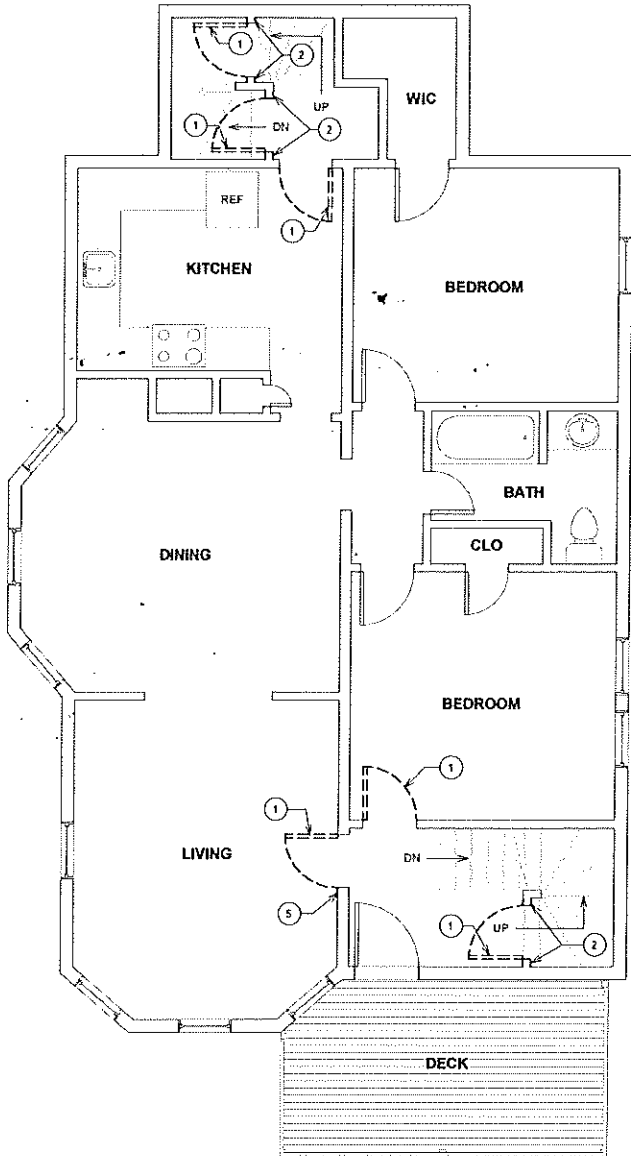 1
2
UP
WIC
1
DN
2
REF
1
KITCHEN
BEDROOM
BATH
CLO
DINING
BEDROOM
1
1
LIVING
DN
5
1
UP
2
DECK